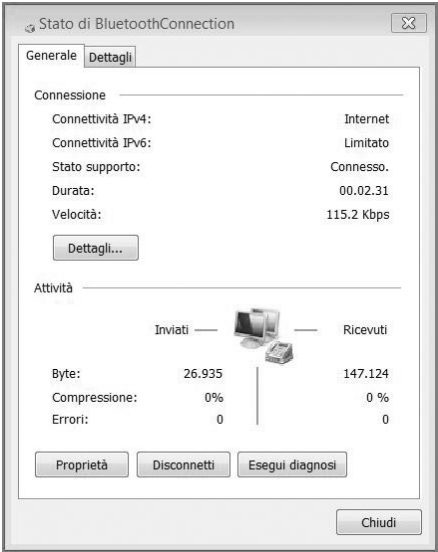 Stato di BluetoothConnection
Generale Dettagli
Connessione
Connettività IPv4: Internet
Connettività IPv6: Limitato
Stato supporto: Connesso.
Durata: 00.02.31
Velocità: 115.2 Kbps
Dettagli...
Attività
Inviati Ricevuti
Byte: 26.935 147.124
Compressione: 0% 0 %
Errori: 0 0
Proprietà Disconnetti Esegui diagnosi
Chiudi